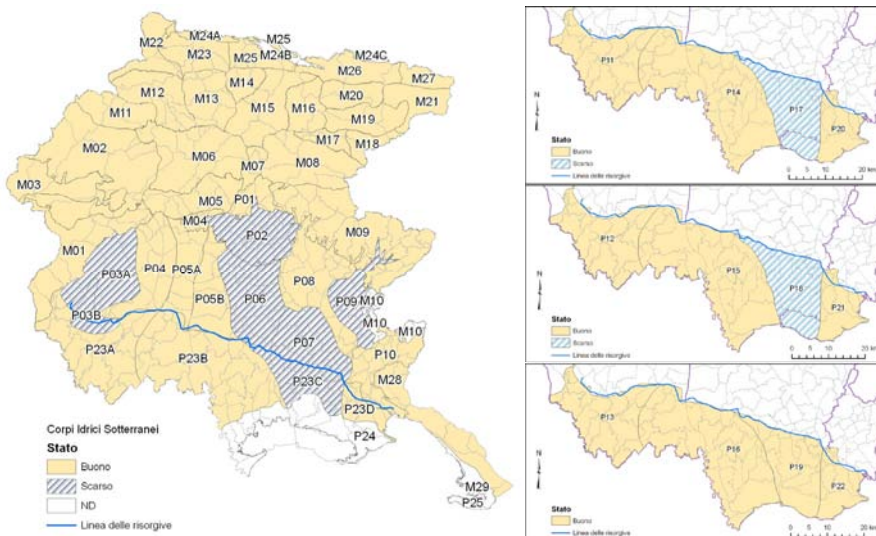 M22
M24A
M25
M23
M25
M24B
M24C
M26
M27
M12
M14
M13
M20
M21
M11
M15
M16
M19
M02
M17
M18
M06
M07
M08
M03
M05
P01
M04
M09
M01
P02
P03A
P04
P05A
P08
P05B
P06
P09
M10
P03B
M10
M10
P07
P23A
P23B
P10
P23C
M28
P23D
P24
M29
P25
Corpi Idrici Sotterranei
Stato
Buono
Scarso
ND
Linea delle risorgive
P11
P14
P17
P20
N
Stato
Buono
Scarso
Linea delle risorgive
0 5 10 20 km
P12
P15
P18
P21
N
Stato
Buono
Scarso
Linea delle risorgive
0 5 10 20
P13
P16
P19
P22
N
Stato
Buono
Linea delle risorgive
0 5 10 20 km